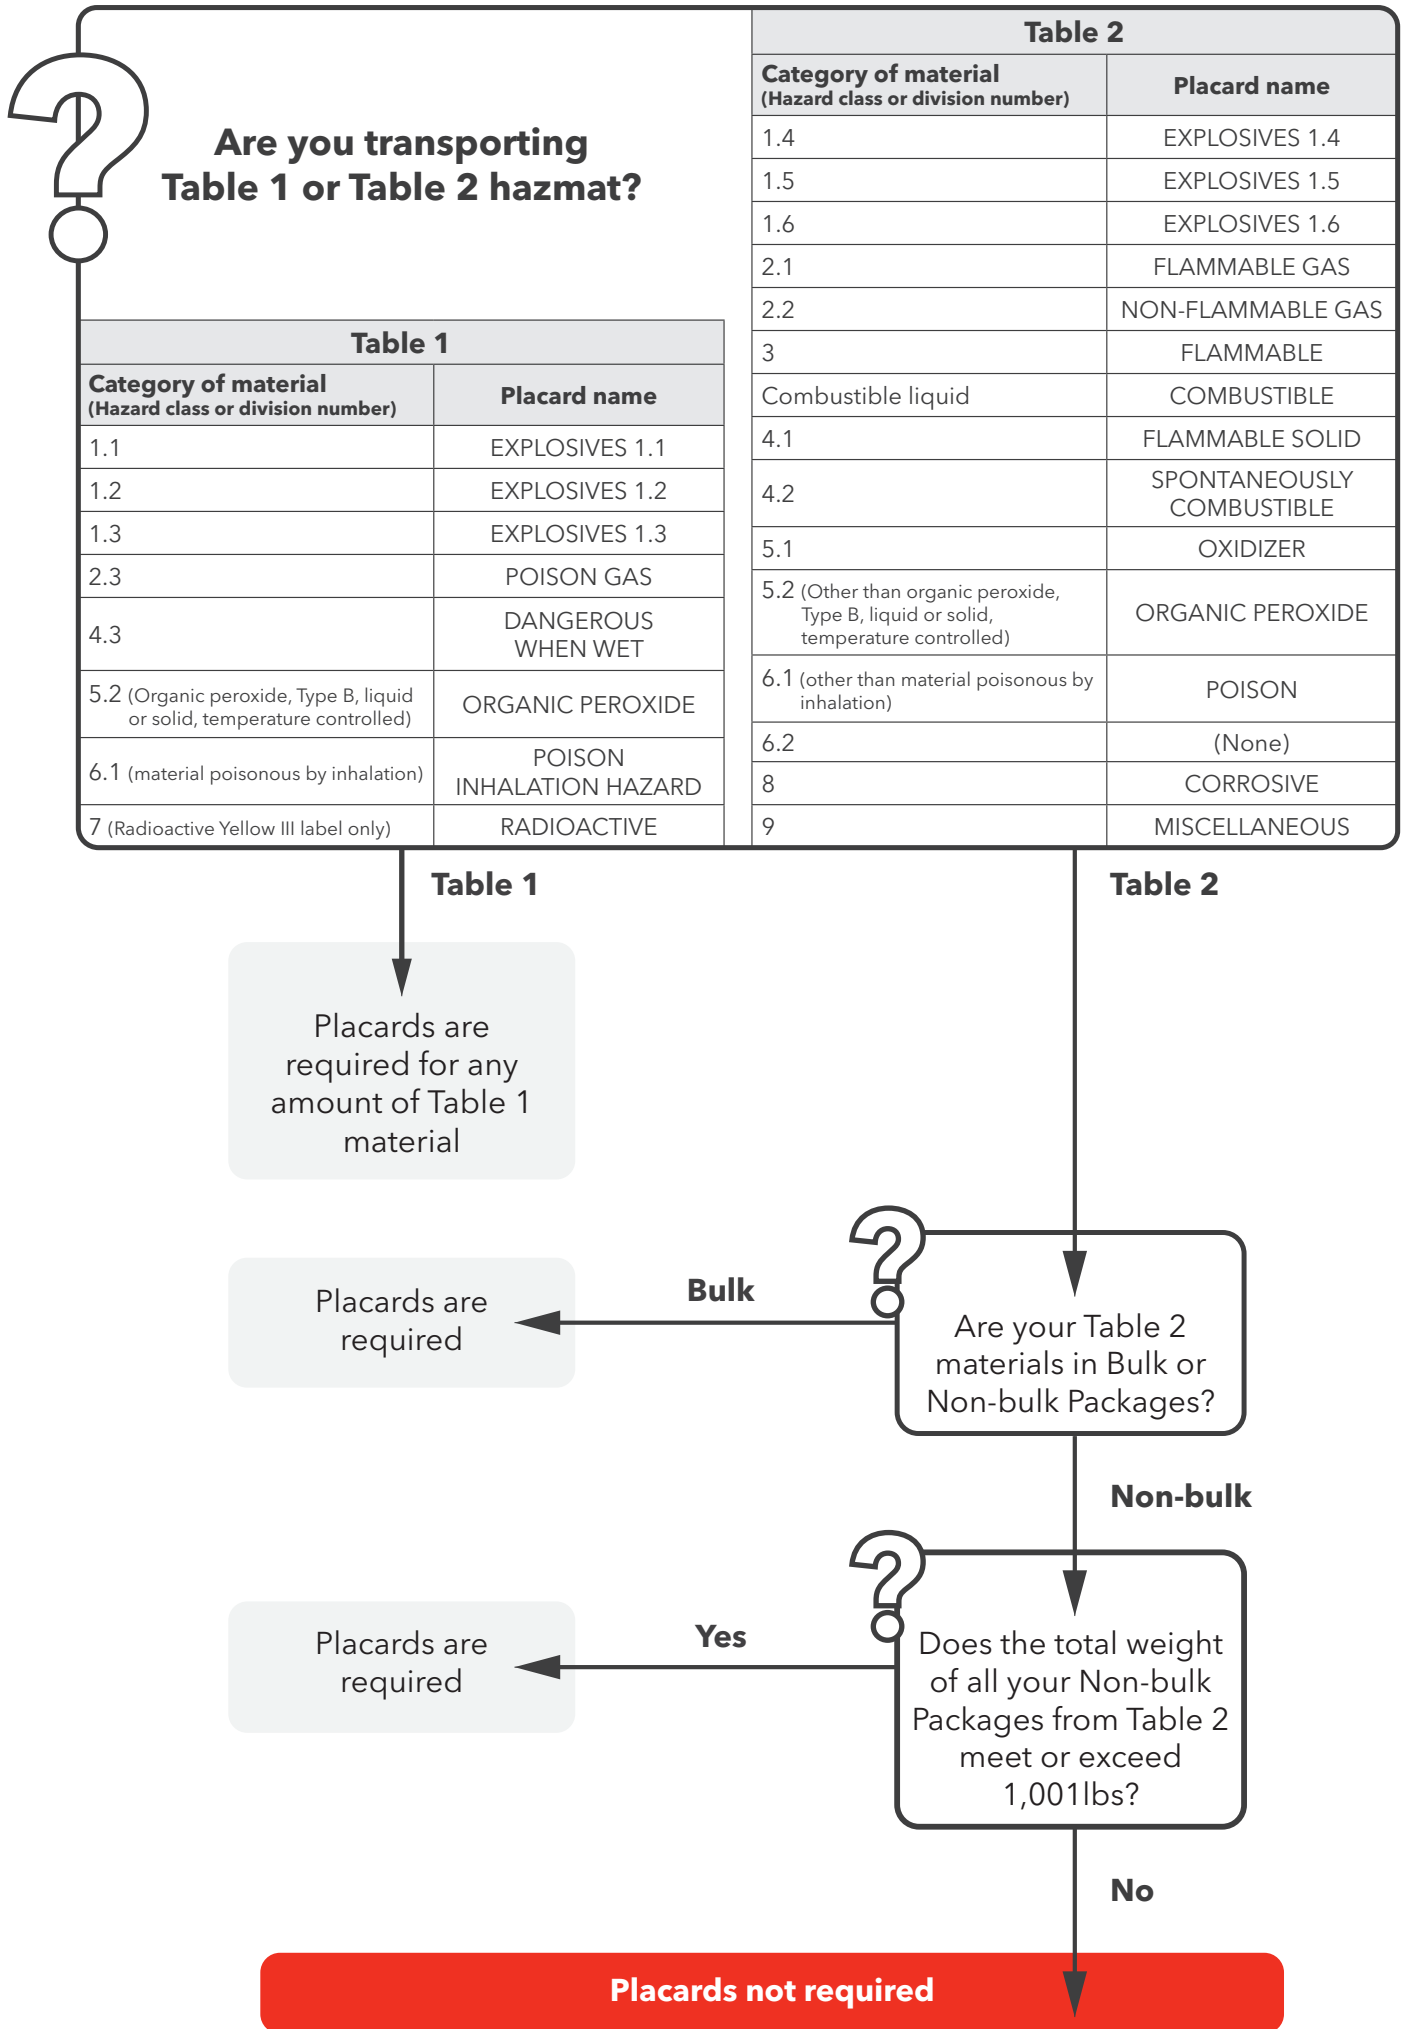 Are you transporting
Table 1 or Table 2 hazmat?
Table 1
Category of material
(Hazard class or division number)
Placard name
1.1
EXPLOSIVES 1.1
1.2
EXPLOSIVES 1.2
1.3
EXPLOSIVES 1.3
2.3
POISON GAS
4.3
DANGEROUS
WHEN WET
5.2 (Organic peroxide, Type B, liquid
or solid, temperature controlled)
ORGANIC PEROXIDE
6.1 (material poisonous by inhalation)
POISON
INHALATION HAZARD
7 (Radioactive Yellow III label only)
RADIOACTIVE
Table 2
Category of material
(Hazard class or division number)
Placard name
1.4
EXPLOSIVES 1.4
1.5
EXPLOSIVES 1.5
1.6
EXPLOSIVES 1.6
2.1
FLAMMABLE GAS
2.2
NON-FLAMMABLE GAS
3
FLAMMABLE
Combustible liquid
COMBUSTIBLE
4.1
FLAMMABLE SOLID
4.2
SPONTANEOUSLY
COMBUSTIBLE
5.1
OXIDIZER
5.2 (Other than organic peroxide,
Type B, liquid or solid,
temperature controlled)
ORGANIC PEROXIDE
6.1 (other than material poisonous by
inhalation)
POISON
6.2
(None)
8
CORROSIVE
9
MISCELLANEOUS
Table 1
Table 2
Placards are
required for any
amount of Table 1
material
Are your Table 2
materials in Bulk or
Non-bulk Packages?
Bulk
Placards are
required
Non-bulk
Does the total weight
of all your Non-bulk
Packages from Table 2
meet or exceed
1,001lbs?
Yes
Placards are
required
No
Placards not required